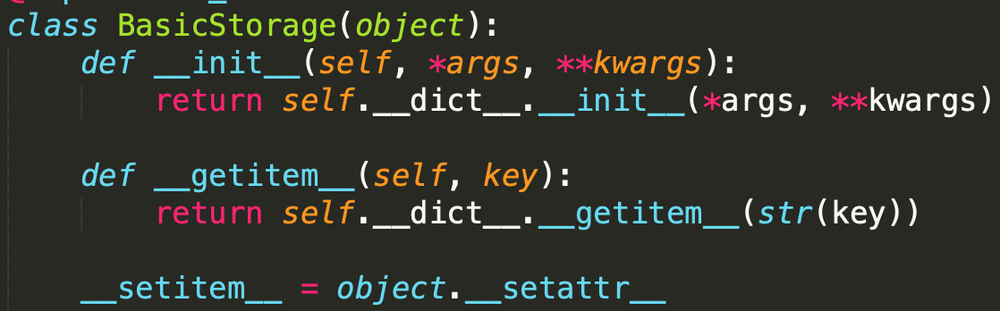 class BasicStorage(object):
def __init__(self, *args, **kwargs):
return self.__dict__.__init__(*args, **kwargs)
def __getitem__(self, key):
return self.__dict__.__getitem__(str(key))
__setitem__ = object.__setattr__